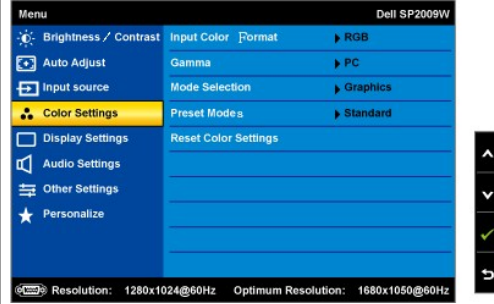 Menu Dell SP2009W
Brightness / Contrast Input Color Format RGB
Auto Adjust Gamma PC
Input source Mode Selection Graphics
Color Settings Preset Modes Standard
Display Settings Reset Color Settings
Audio Settings
Other Settings
Personalize
Resolution: 1280x1024@60Hz Optimum Resolution: 1680x1050@60Hz